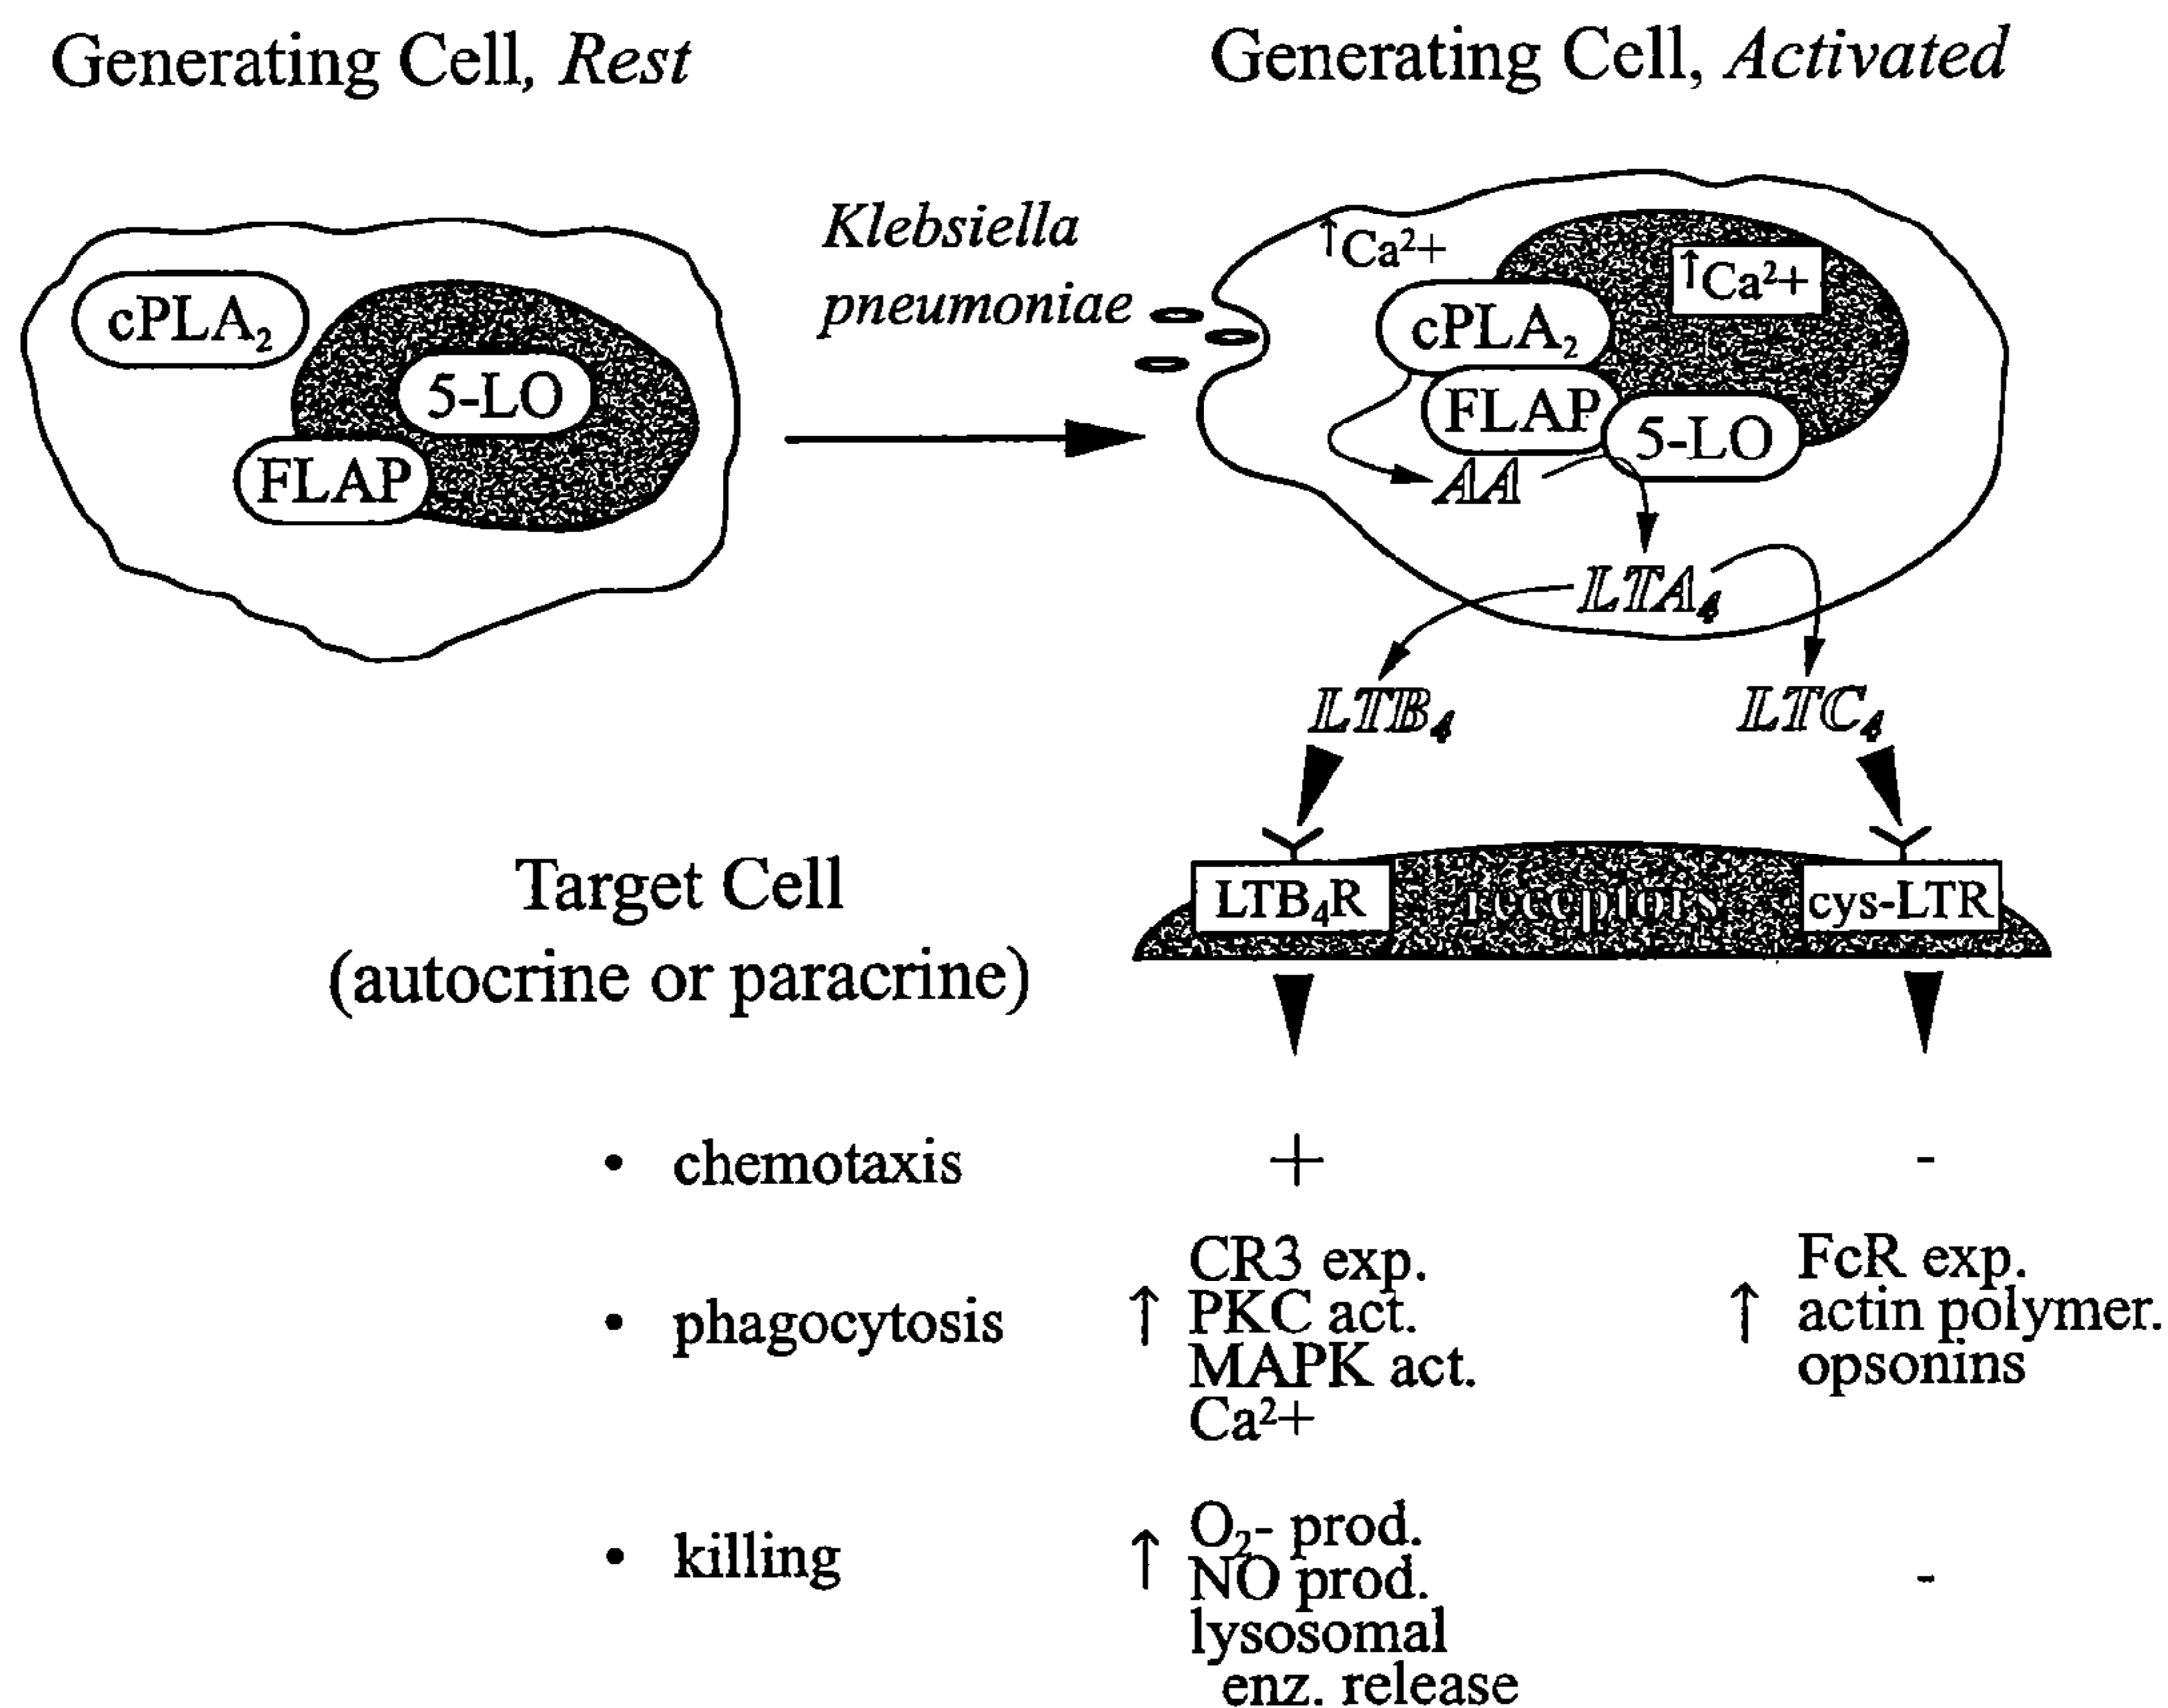 Generating Cell, Rest
Generating Cell, Activated
Klebsiella
pneumoniae
cPLA₂
5-LO
FLAP
↑Ca²+
↑Ca²+
cPLA₂
FLAP
5-LO
AA
LTA₄
LTB₄
LTC₄
Target Cell
(autocrine or paracrine)
LTB₄R
receptors
cys-LTR
• chemotaxis
+
-
• phagocytosis
↑ CR3 exp.
PKC act.
MAPK act.
Ca²+
↑ FcR exp.
actin polymer.
opsonins
• killing
↑ O₂- prod.
NO prod.
lysosomal
enz. release
-